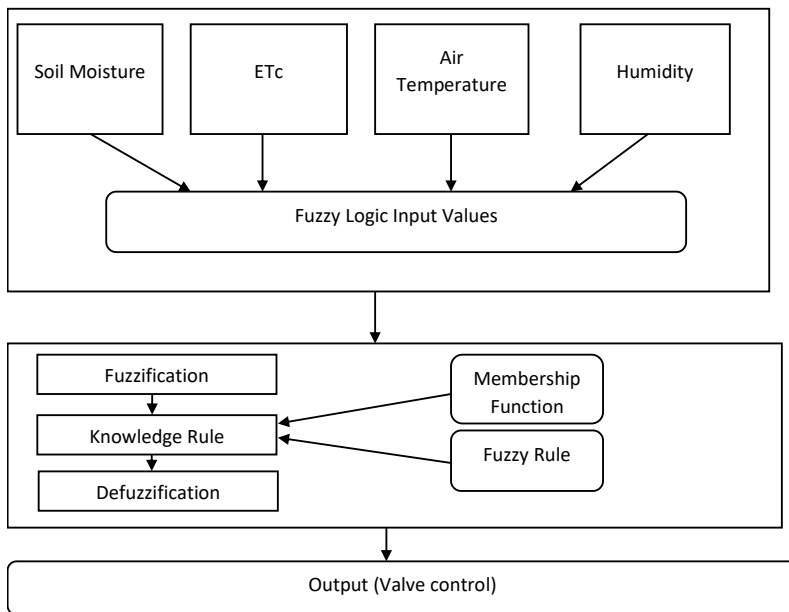 Soil Moisture
ETc
Air
Temperature
Humidity
Fuzzy Logic Input Values
Fuzzification
Membership
Function
Knowledge Rule
Fuzzy Rule
Defuzzification
Output (Valve control)